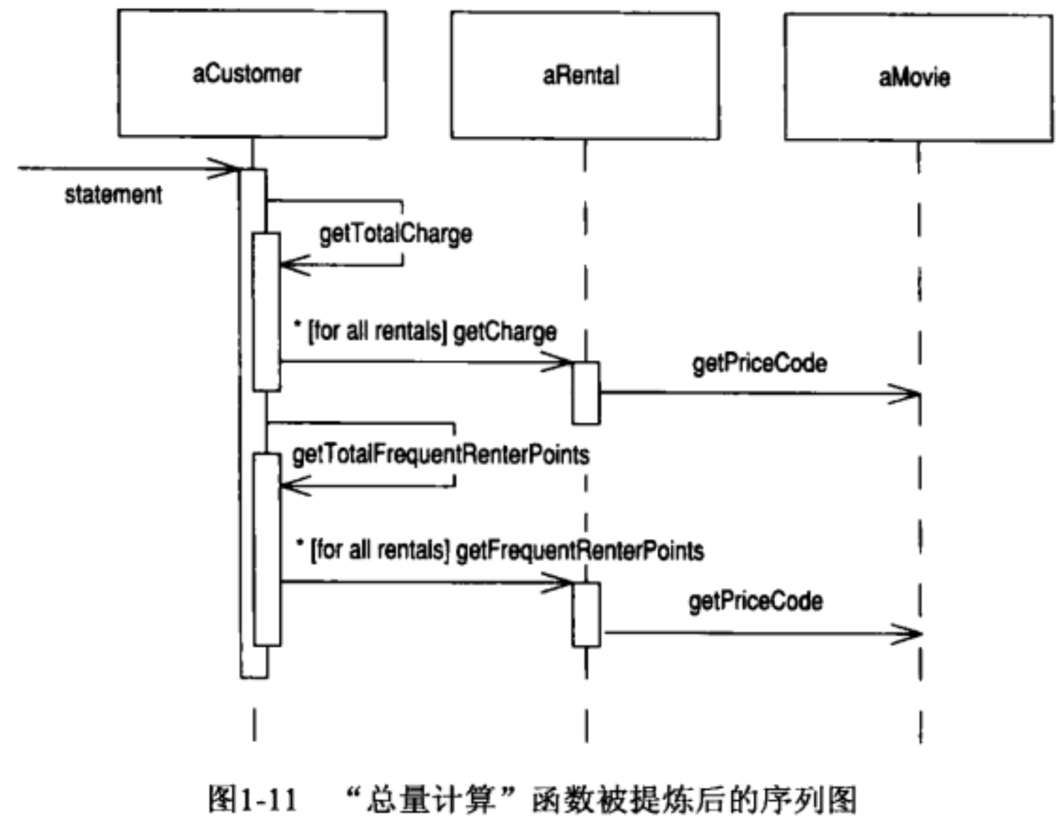 aCustomer
aRental
aMovie
statement
getTotalCharge
* [for all rentals] getCharge
getPriceCode
getTotalFrequentRenterPoints
* [for all rentals] getFrequentRenterPoints
getPriceCode
图1-11 “总量计算”函数被提炼后的序列图